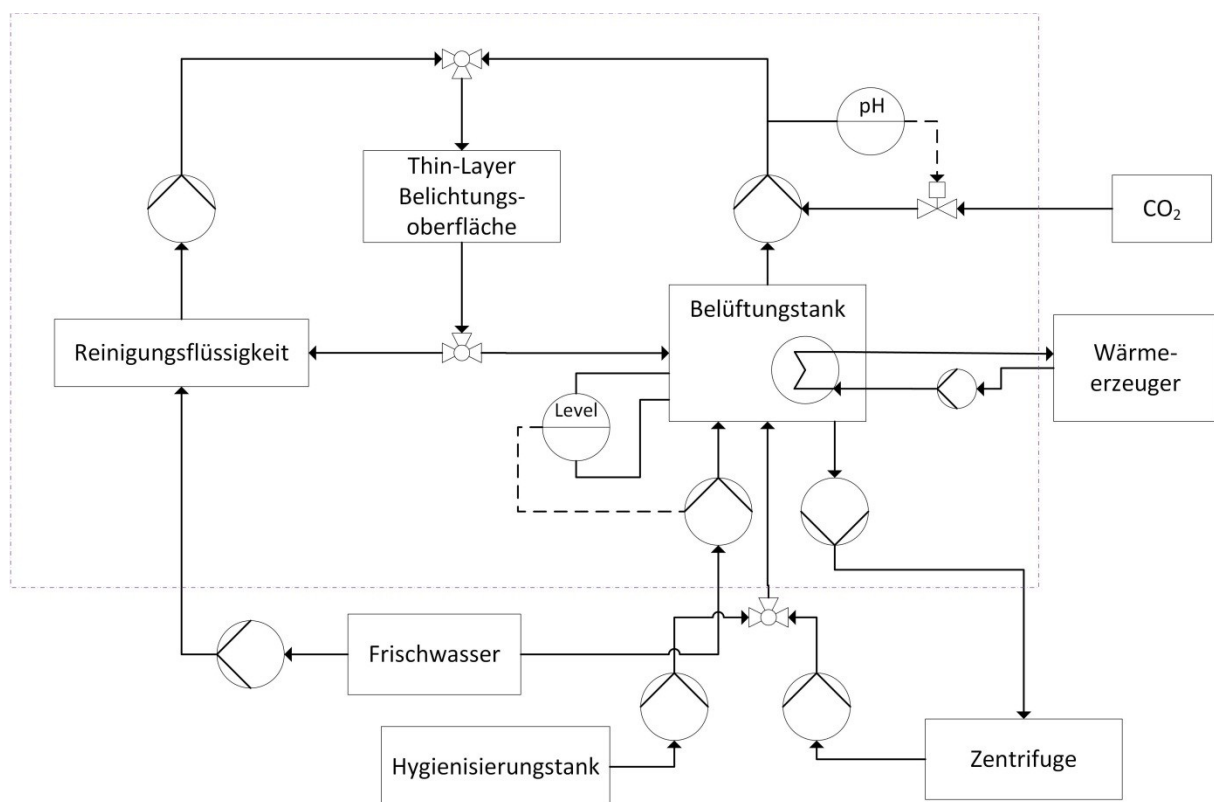 pH
Thin-Layer
Belichtungs-
oberfläche
CO₂
Belüftungstank
Reinigungsflüssigkeit
Wärme-
erzeuger
Level
Frischwasser
Hygienisierungstank
Zentrifuge